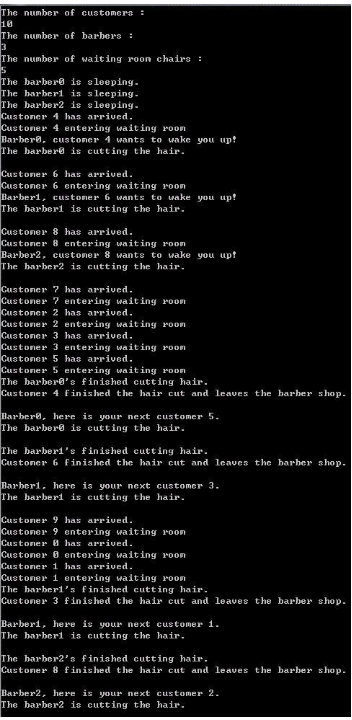 The number of customers :
10
The number of barbers :
3
The number of waiting room chairs :
5
The barber0 is sleeping.
The barber1 is sleeping.
The barber2 is sleeping.
Customer 4 has arrived.
Customer 4 entering waiting room
Barber0, customer 4 wants to wake you up!
The barber0 is cutting the hair.
Customer 6 has arrived.
Customer 6 entering waiting room
Barber1, customer 6 wants to wake you up!
The barber1 is cutting the hair.
Customer 8 has arrived.
Customer 8 entering waiting room
Barber2, customer 8 wants to wake you up!
The barber2 is cutting the hair.
Customer 7 has arrived.
Customer 7 entering waiting room
Customer 2 has arrived.
Customer 2 entering waiting room
Customer 3 has arrived.
Customer 3 entering waiting room
Customer 5 has arrived.
Customer 5 entering waiting room
The barber0's finished cutting hair.
Customer 4 finished the hair cut and leaves the barber shop.
Barber0, here is your next customer 5.
The barber0 is cutting the hair.
The barber1's finished cutting hair.
Customer 6 finished the hair cut and leaves the barber shop.
Barber1, here is your next customer 3.
The barber1 is cutting the hair.
Customer 9 has arrived.
Customer 9 entering waiting room
Customer 0 has arrived.
Customer 0 entering waiting room
Customer 1 has arrived.
Customer 1 entering waiting room
The barber1's finished cutting hair.
Customer 3 finished the hair cut and leaves the barber shop.
Barber1, here is your next customer 1.
The barber1 is cutting the hair.
The barber2's finished cutting hair.
Customer 8 finished the hair cut and leaves the barber shop.
Barber2, here is your next customer 2.
The barber2 is cutting the hair.